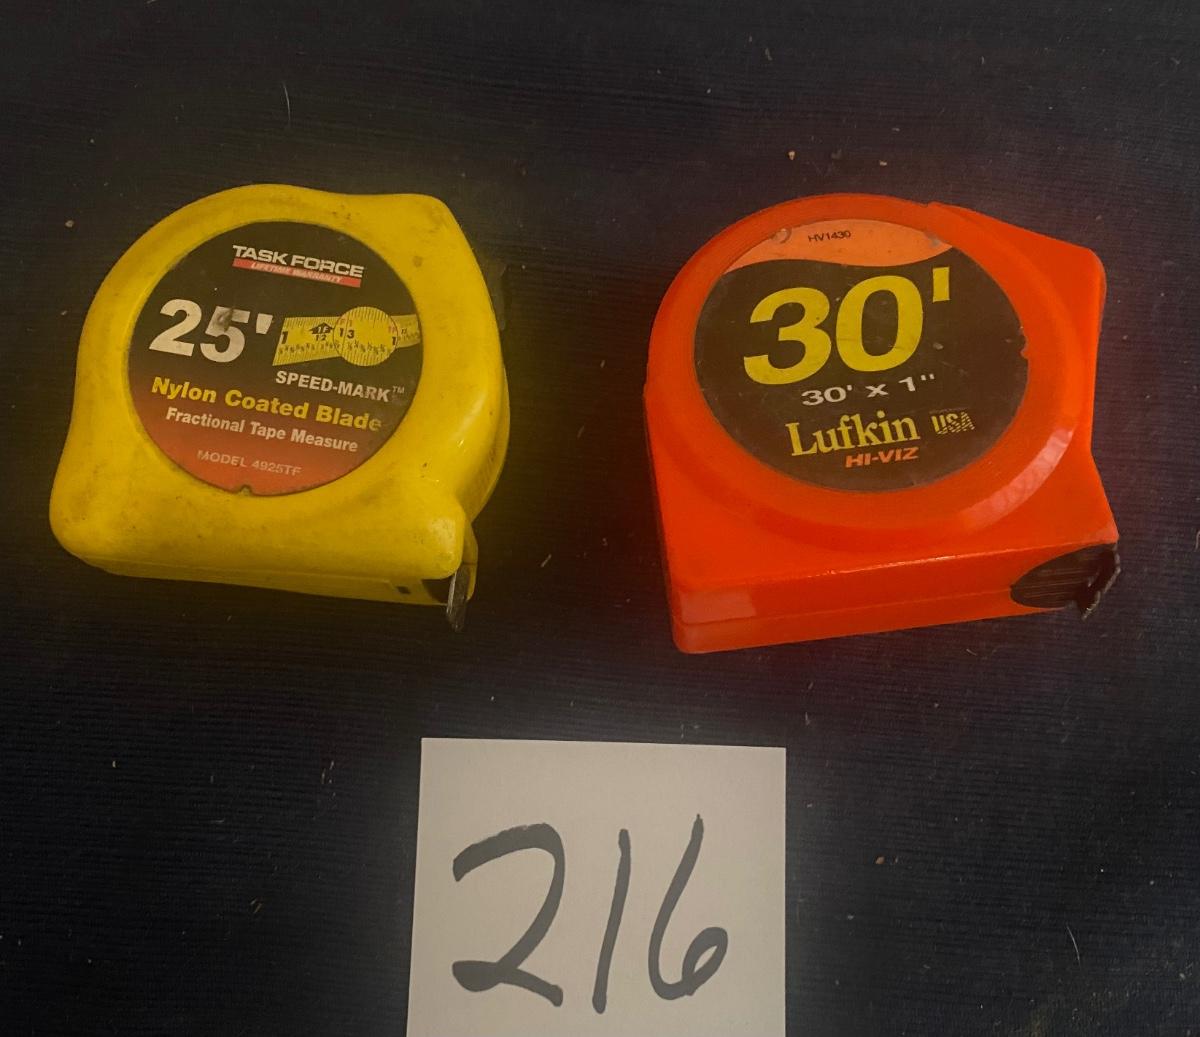 TASK FORCE
LIFETIME WARRANTY
25'
SPEED-MARK™
Nylon Coated Blade
Fractional Tape Measure
MODEL 4925TF
HV1430
30'
30' x 1"
Lufkin USA
HI-VIZ
216